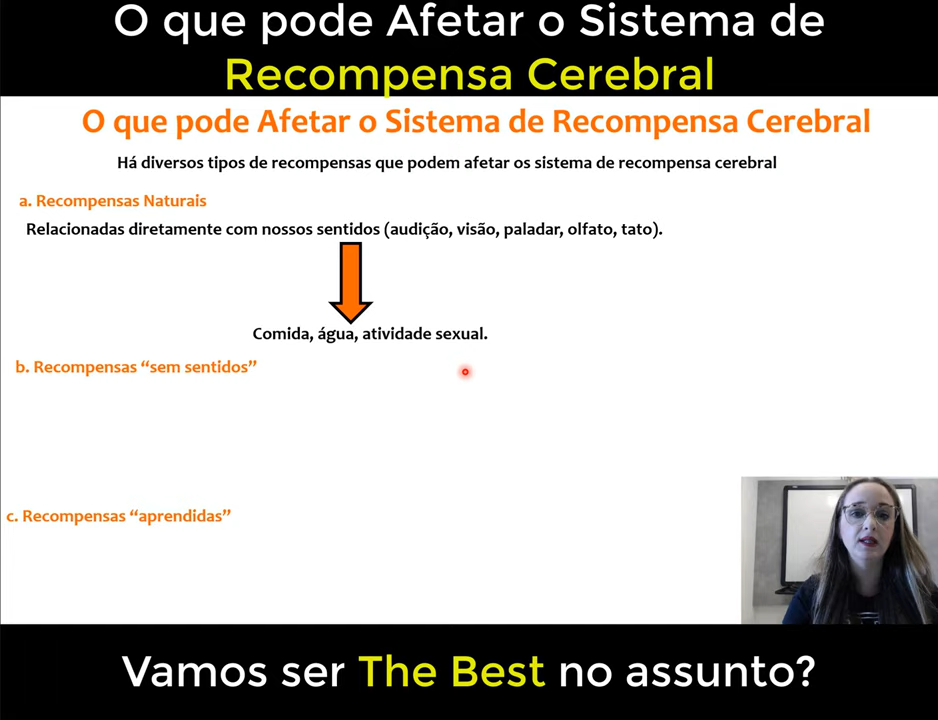 O que pode Afetar o Sistema de
Recompensa Cerebral
O que pode Afetar o Sistema de Recompensa Cerebral
Há diversos tipos de recompensas que podem afetar os sistema de recompensa cerebral
a. Recompensas Naturais
Relacionadas diretamente com nossos sentidos (audição, visão, paladar, olfato, tato).
Comida, água, atividade sexual.
b. Recompensas “sem sentidos”
c. Recompensas “aprendidas”
Vamos ser The Best no assunto?